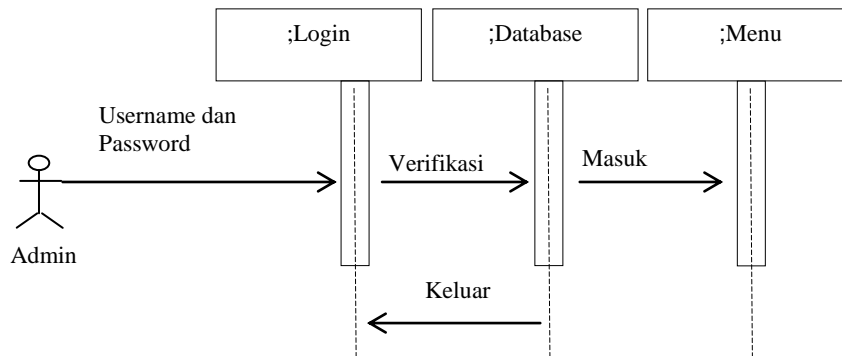 ;Login
;Database
;Menu
Username dan
Password
Verifikasi
Masuk
Admin
Keluar